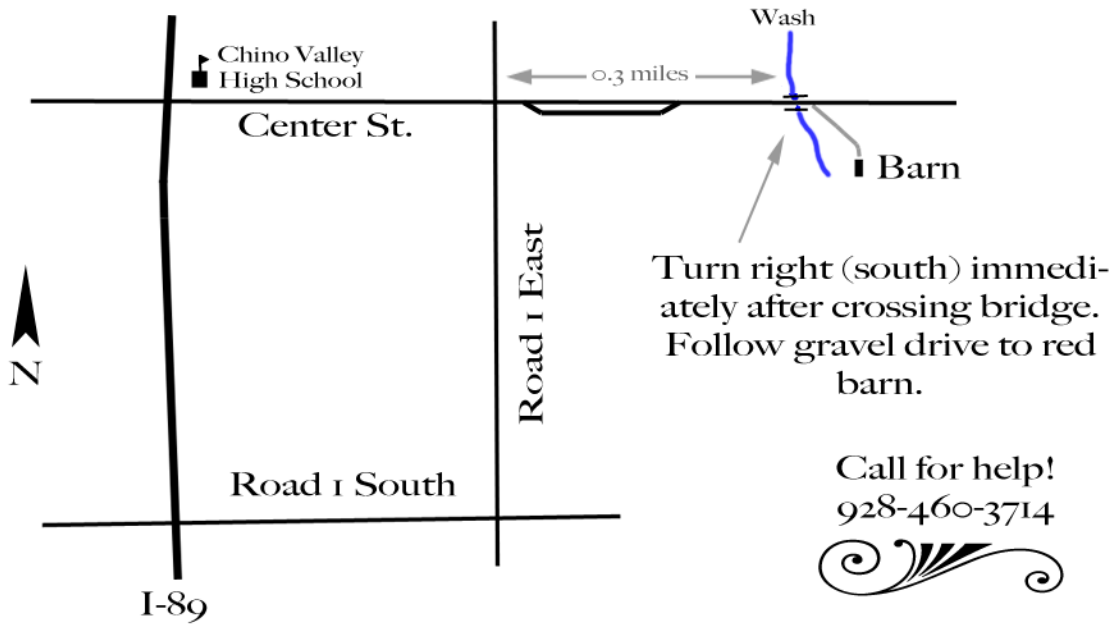 Wash
Chino Valley
High School
0.3 miles
Center St.
Barn
Road 1 East
Turn right (south) immedi-
ately after crossing bridge.
Follow gravel drive to red
barn.
N
Road 1 South
Call for help!
928-460-3714
I-89